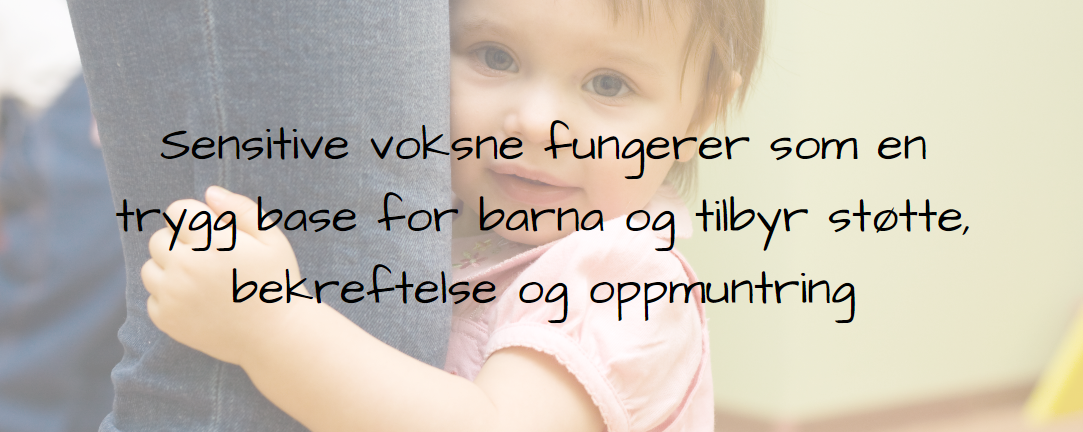 Sensitive voksne fungerer som en
trygg base for barna og tilbyr støtte,
bekreftelse og oppmuntring